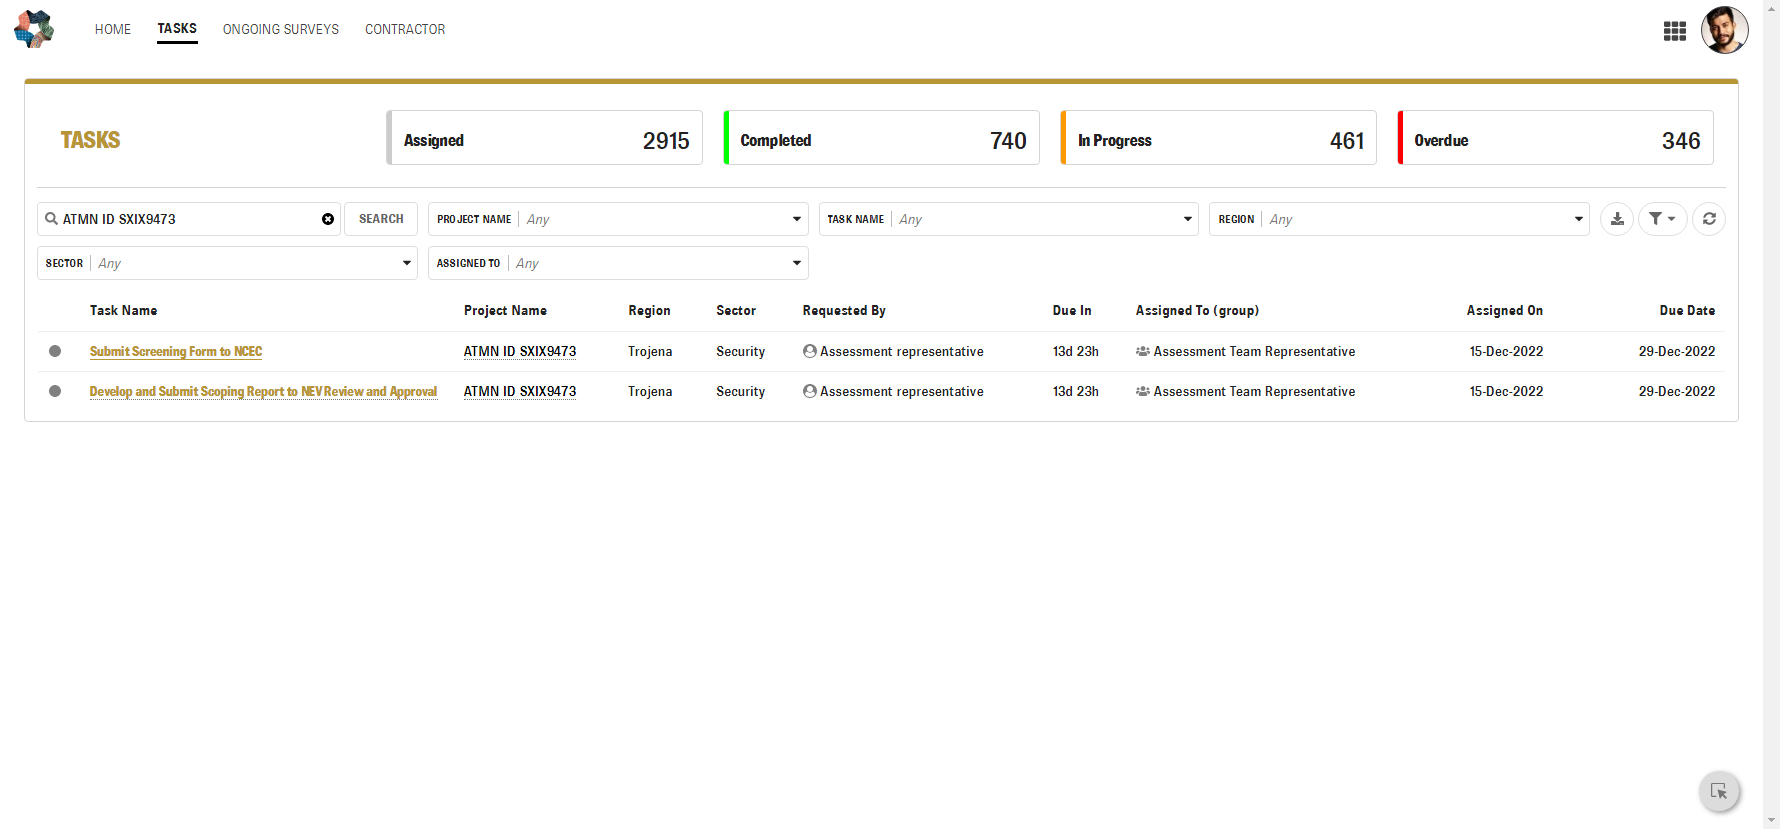 HOME TASKS ONGOING SURVEYS CONTRACTOR
TASKS
Assigned 2915
Completed 740
In Progress 461
Overdue 346
ATMN ID SXIX9473 SEARCH PROJECT NAME Any TASK NAME Any REGION Any
SECTOR Any ASSIGNED TO Any
Task Name Project Name Region Sector Requested By Due In Assigned To (group) Assigned On Due Date
Submit Screening Form to NCEC ATMN ID SXIX9473 Trojena Security Assessment representative 13d 23h Assessment Team Representative 15-Dec-2022 29-Dec-2022
Develop and Submit Scoping Report to NEV Review and Approval ATMN ID SXIX9473 Trojena Security Assessment representative 13d 23h Assessment Team Representative 15-Dec-2022 29-Dec-2022